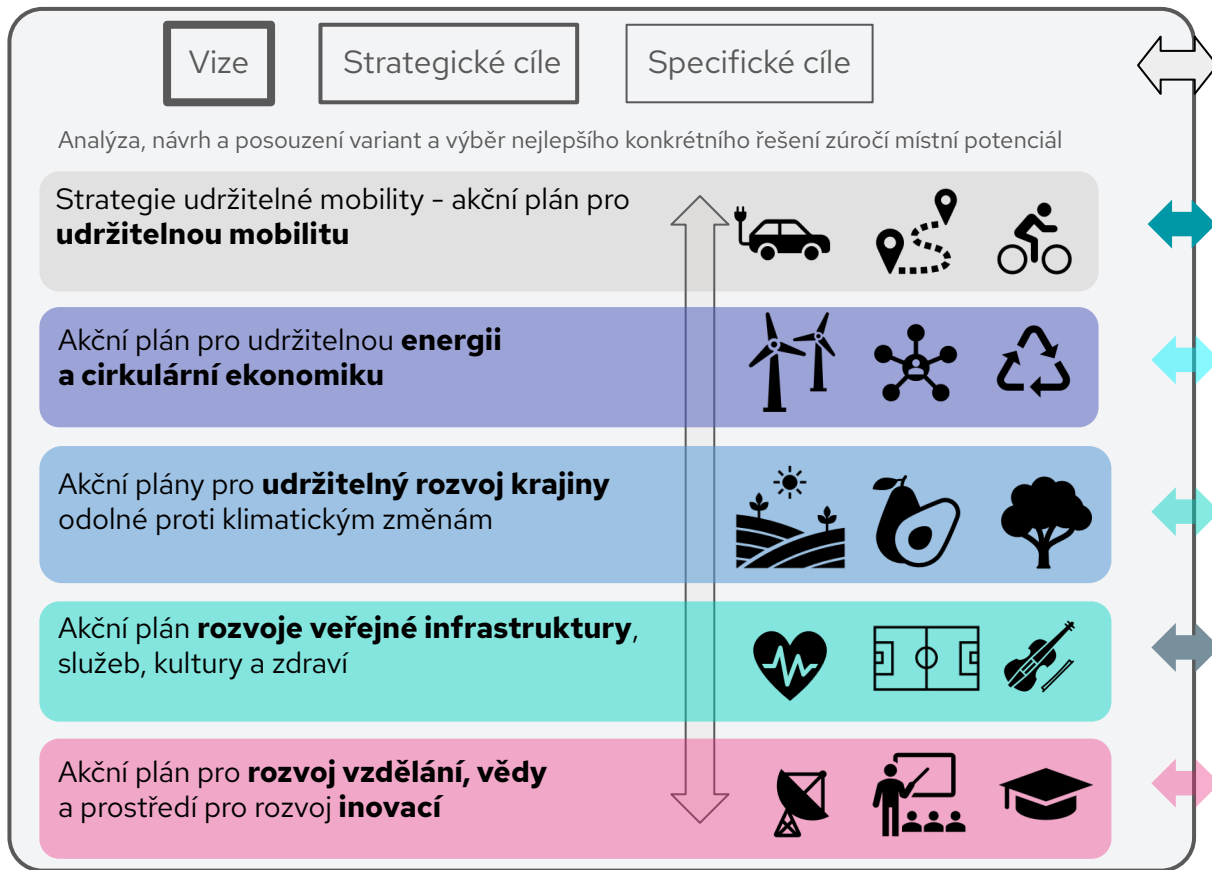 Vize
Strategické cíle
Specifické cíle
Analýza, návrh a posouzení variant a výběr nejlepšího konkrétního řešení zúročí místní potenciál
Strategie udržitelné mobility - akční plán pro
udržitelnou mobilitu
Akční plán pro udržitelnou energii
a cirkulární ekonomiku
Akční plány pro udržitelný rozvoj krajiny
odolné proti klimatickým změnám
Akční plán rozvoje veřejné infrastruktury,
služeb, kultury a zdraví
Akční plán pro rozvoj vzdělání, vědy
a prostředí pro rozvoj inovací